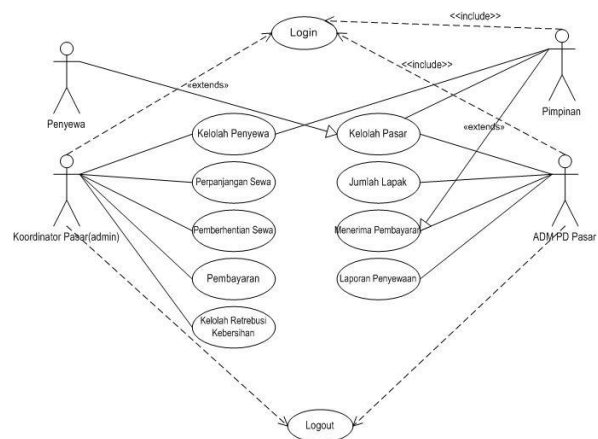 <<include>>
Login
<<include>>
Penyewa
«extends»
Pimpinan
Kelolah Penyewa
Kelolah Pasar
«extends»
Perpanjangan Sewa
Jumlah Lapak
Koordinator Pasar(admin)
Pemberhentian Sewa
Menerima Pembayaran
ADM PD Pasar
Pembayaran
Laporan Penyewaan
Kelolah Retrebusi
Kebersihan
Logout